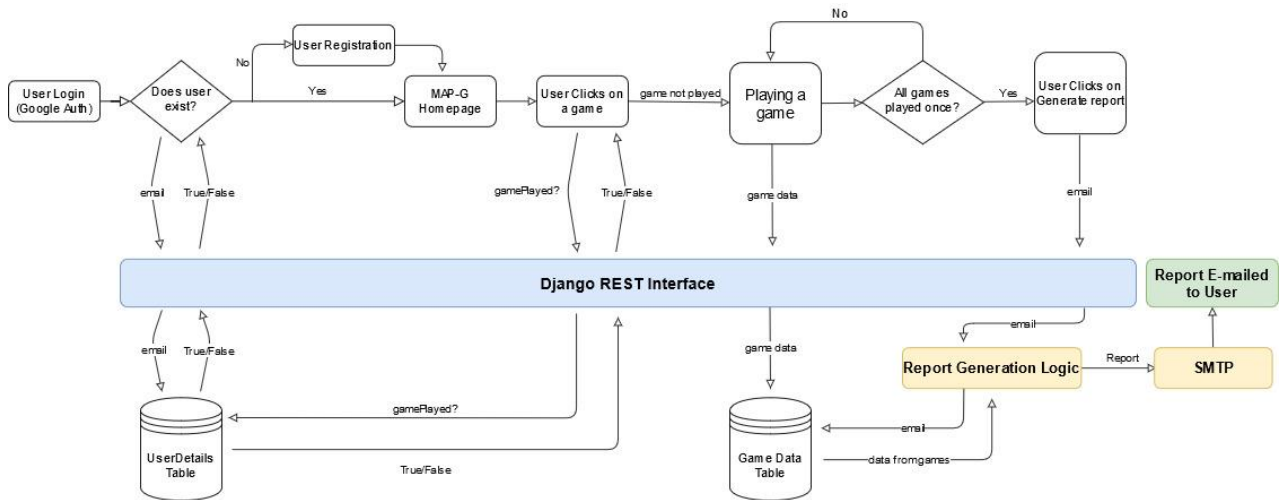 No
User Registration
No
User Login
(Google Auth)
Does user
exist?
Yes
MAP-G
Homepage
User Clicks on
a game
game not played
Playing a
game
All games
played once?
Yes
User Clicks on
Generate report
email
True/False
gamePlayed?
True/False
game data
email
Django REST Interface
Report E-mailed
to User
email
True/False
game data
email
Report Generation Logic
Report
SMTP
gamePlayed?
email
UserDetails
Table
True/False
Game Data
Table
data from games